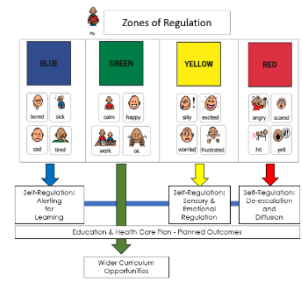 Me
Zones of Regulation
BLUE
GREEN
YELLOW
RED
bored sick
calm happy
silly excited
angry scared
sad tired
work ok
worried frustrated
hit yell
Self-Regulation:
Alerting
for
Learning
Self-Regulation:
Sensory &
Emotional
Regulation
Self-Regulation:
De-escalation
and
Diffusion
Education & Health Care Plan - Planned Outcomes
Wider Curriculum
Opportunities